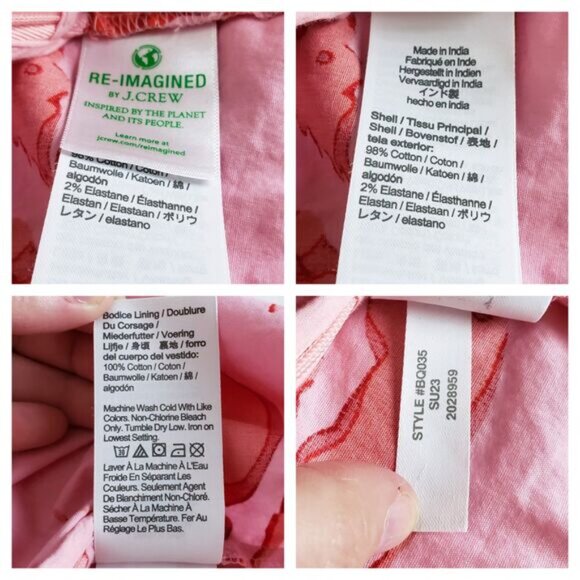 RE-IMAGINED
BY J.CREW
INSPIRED BY THE PLANET
AND ITS PEOPLE.
Learn more at
jcrew.com/reimagined
98% Cotton / Coton /
Baumwolle / Katoen / 綿 /
algodón
2% Elastane / Élasthanne /
Elastan / Elastaan / ポリウ
レタン / elastano
Made in India
Fabriqué en Inde
Hergestellt in Indien
Vervaardigd in India
インド製
hecho en india
Shell / Tissu Principal /
Shell / Bovenstof / 表地 /
tela exterior:
98% Cotton / Coton /
Baumwolle / Katoen / 綿 /
algodón
2% Elastane / Élasthanne /
Elastan / Elastaan / ポリウ
レタン / elastano
Bodice Lining / Doublure
Du Corsage /
Miederfutter / Voering
Lijfje / 身頃 裏地 / forro
del cuerpo del vestido:
100% Cotton / Coton /
Baumwolle / Katoen / 綿 /
algodón
Machine Wash Cold With Like
Colors. Non-Chlorine Bleach
Only. Tumble Dry Low. Iron on
Lowest Setting.
30
Laver À La Machine À L'Eau
Froide En Séparant Les
Couleurs. Seulement Agent
De Blanchiment Non-Chloré.
Sécher À La Machine À
Basse Température. Fer Au
Réglage Le Plus Bas.
STYLE #BQ035
SU23
2028959